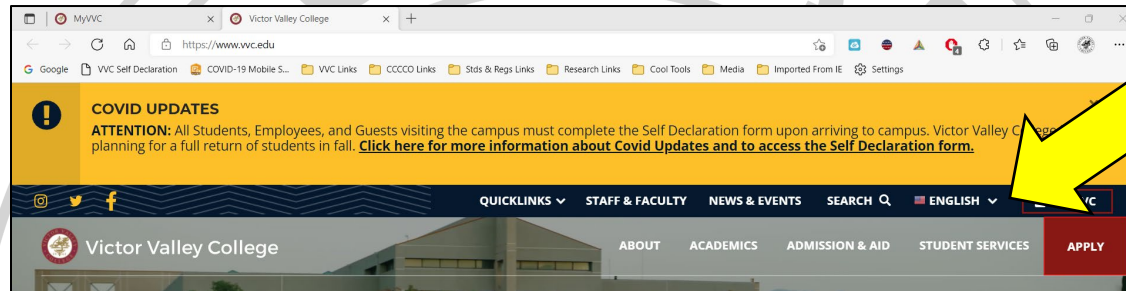 MyVVC
Victor Valley College
https://www.vvc.edu
Google VVC Self Declaration COVID-19 Mobile S... VVC Links CCCCO Links Stds & Regs Links Research Links Cool Tools Media Imported From IE Settings
COVID UPDATES
ATTENTION: All Students, Employees, and Guests visiting the campus must complete the Self Declaration form upon arriving to campus. Victor Valley
planning for a full return of students in fall. Click here for more information about Covid Updates and to access the Self Declaration form.
QUICKLINKS STAFF & FACULTY NEWS & EVENTS SEARCH ENGLISH
Victor Valley College
ABOUT ACADEMICS ADMISSION & AID STUDENT SERVICES APPLY